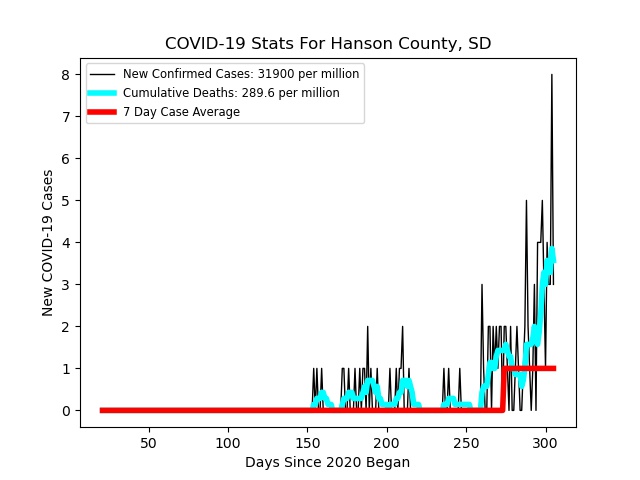 COVID-19 Stats For Hanson County, SD
New Confirmed Cases: 31900 per million
Cumulative Deaths: 289.6 per million
7 Day Case Average
8
7
6
5
4
3
2
1
0
New COVID-19 Cases
50 100 150 200 250 300
Days Since 2020 Began